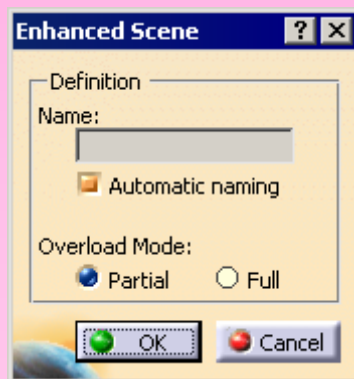 Enhanced Scene ? X
Definition
Name:
Automatic naming
Overload Mode:
Partial Full
OK Cancel